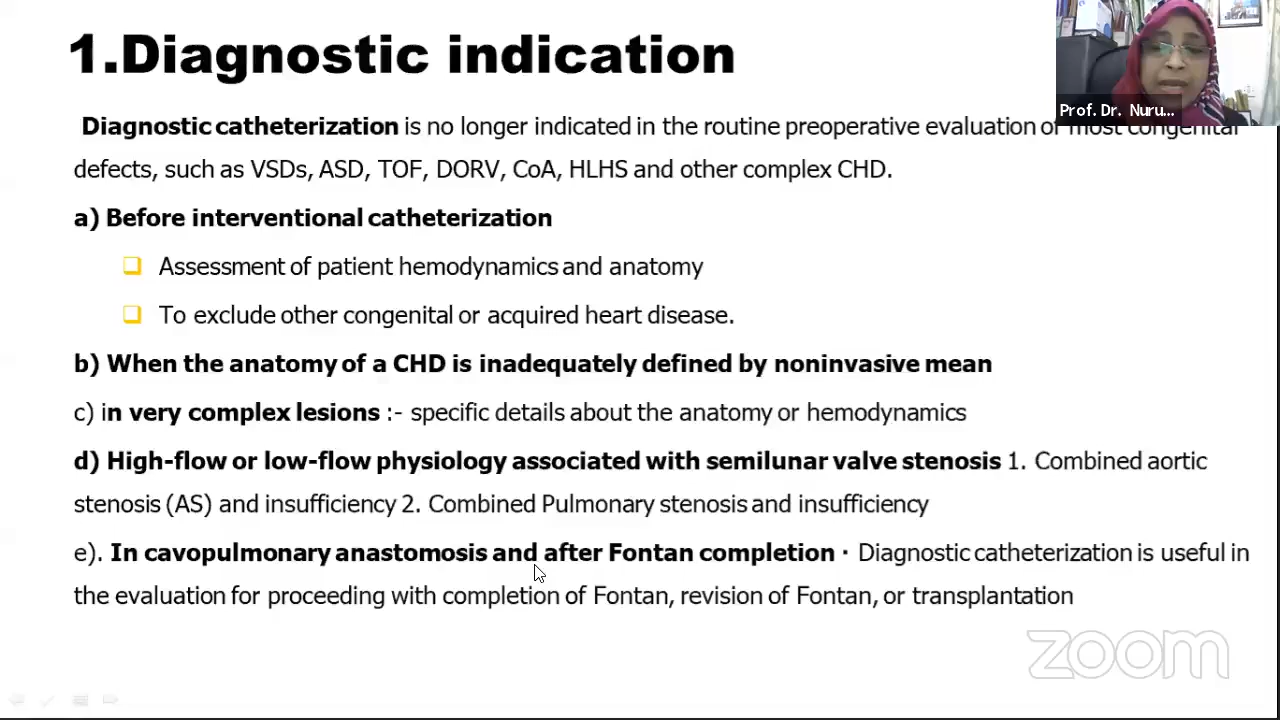 1.Diagnostic indication
Prof. Dr. Nuru...
Diagnostic catheterization is no longer indicated in the routine preoperative evaluation of most congenital
defects, such as VSDs, ASD, TOF, DORV, CoA, HLHS and other complex CHD.
a) Before interventional catheterization
Assessment of patient hemodynamics and anatomy
To exclude other congenital or acquired heart disease.
b) When the anatomy of a CHD is inadequately defined by noninvasive mean
c) in very complex lesions :- specific details about the anatomy or hemodynamics
d) High-flow or low-flow physiology associated with semilunar valve stenosis 1. Combined aortic
stenosis (AS) and insufficiency 2. Combined Pulmonary stenosis and insufficiency
e). In cavopulmonary anastomosis and after Fontan completion · Diagnostic catheterization is useful in
the evaluation for proceeding with completion of Fontan, revision of Fontan, or transplantation
zoom